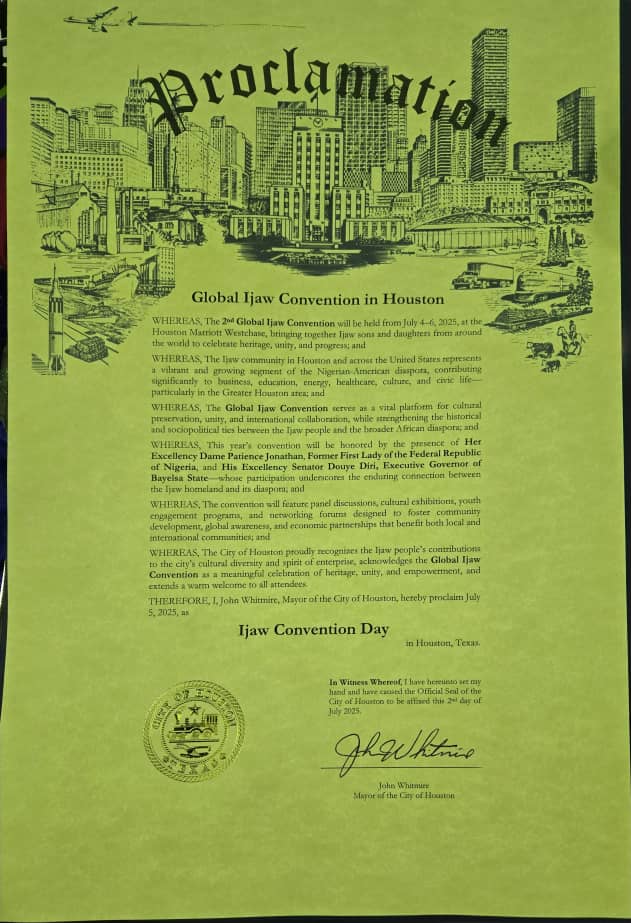 Proclamation
Global Ijaw Convention in Houston
WHEREAS, The 2nd Global Ijaw Convention will be held from July 4–6, 2025, at the
Houston Marriott Westchase, bringing together Ijaw sons and daughters from around
the world to celebrate heritage, unity, and progress; and
WHEREAS, The Ijaw community in Houston and across the United States represents
a vibrant and growing segment of the Nigerian-American diaspora, contributing
significantly to business, education, energy, healthcare, culture, and civic life—
particularly in the Greater Houston area; and
WHEREAS, The Global Ijaw Convention serves as a vital platform for cultural
preservation, unity, and international collaboration, while strengthening the historical
and sociopolitical ties between the Ijaw people and the broader African diaspora; and
WHEREAS, This year's convention will be honored by the presence of Her
Excellency Dame Patience Jonathan, Former First Lady of the Federal Republic
of Nigeria, and His Excellency Senator Douye Diri, Executive Governor of
Bayelsa State—whose participation underscores the enduring connection between
the Ijaw homeland and its diaspora; and
WHEREAS, The convention will feature panel discussions, cultural exhibitions, youth
engagement programs, and networking forums designed to foster community
development, global awareness, and economic partnerships that benefit both local and
international communities; and
WHEREAS, The City of Houston proudly recognizes the Ijaw people's contributions
to the city's cultural diversity and spirit of enterprise, acknowledges the Global Ijaw
Convention as a meaningful celebration of heritage, unity, and empowerment, and
extends a warm welcome to all attendees.
THEREFORE, I, John Whitmire, Mayor of the City of Houston, hereby proclaim July
5, 2025, as
Ijaw Convention Day
in Houston, Texas.
In Witness Whereof, I have hereunto set my
hand and have caused the Official Seal of the
City of Houston to be affixed this 2nd day of
July 2025.
CITY OF HOUSTON
TEXAS
John Whitmire
John Whitmire
Mayor of the City of Houston